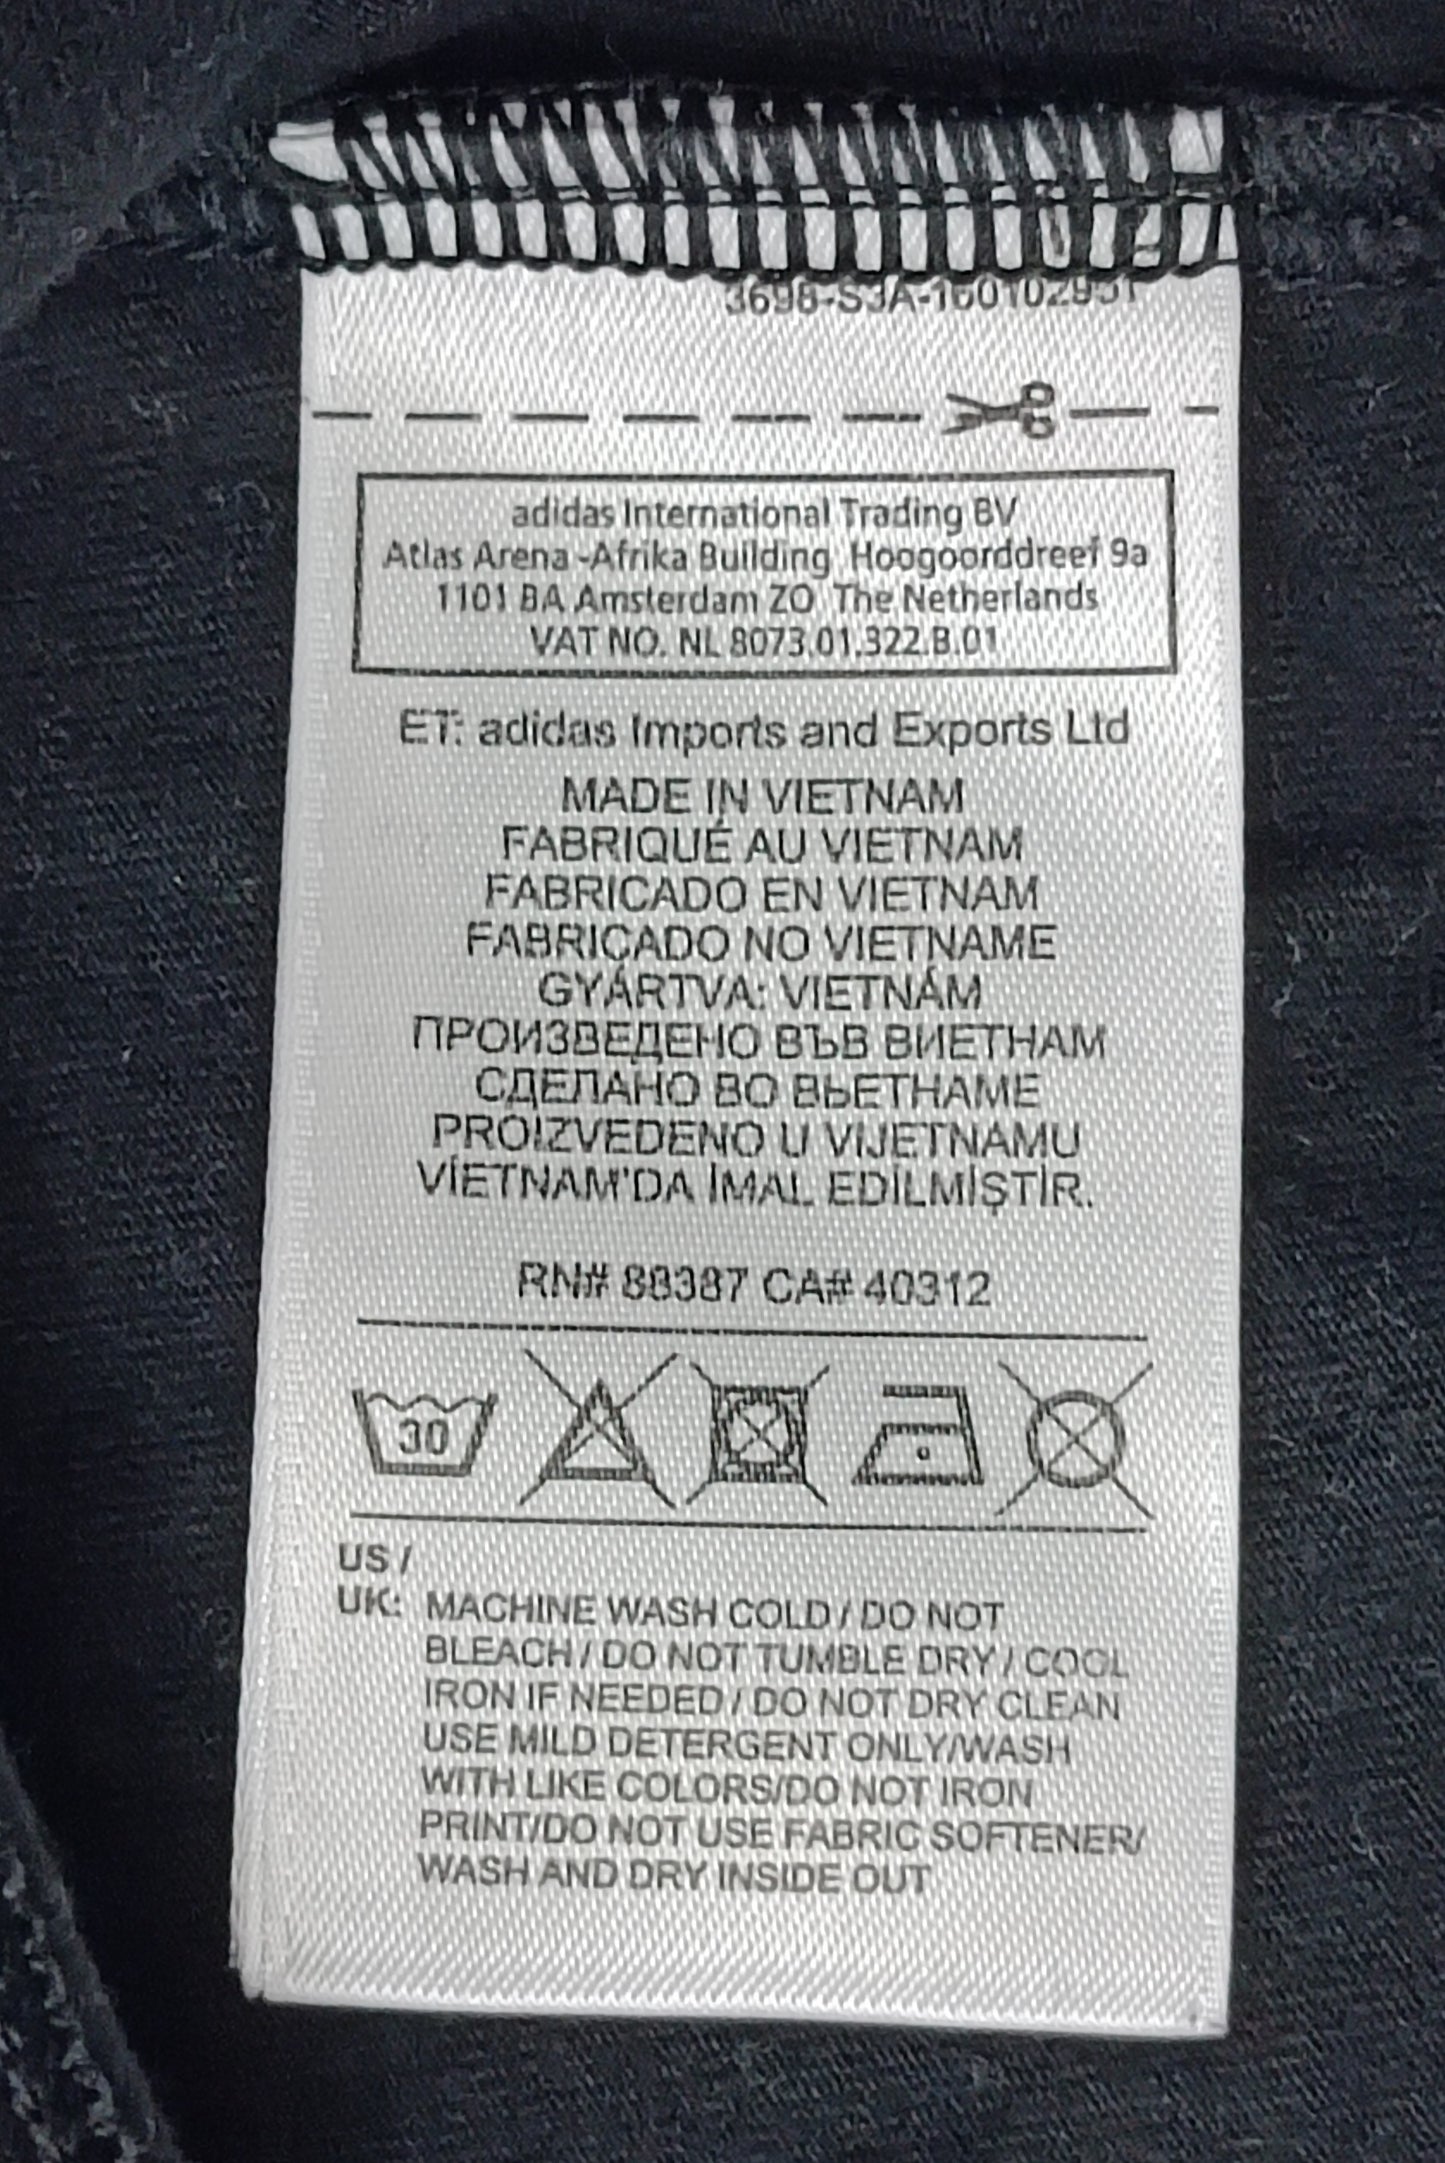 adidas International Trading BV
Atlas Arena -Afrika Building Hoogoorddreef 9a
1101 BA Amsterdam ZO The Netherlands
VAT NO. NL 8073.01.322.B.01
ET: adidas Imports and Exports Ltd
MADE IN VIETNAM
FABRIQUÉ AU VIETNAM
FABRICADO EN VIETNAM
FABRICADO NO VIETNAME
GYÁRTVA: VIETNÁM
ПРОИЗВЕДЕНО ВЪВ ВИЕТНАМ
СДЕЛАНО ВО ВЬЕТНАМЕ
PROIZVEDENO U VIJETNAMU
VİETNAM'DA İMAL EDİLMİŞTİR.
RN# 88387 CA# 40312
30
US /
UK: MACHINE WASH COLD / DO NOT
BLEACH / DO NOT TUMBLE DRY / COOL
IRON IF NEEDED / DO NOT DRY CLEAN
USE MILD DETERGENT ONLY/WASH
WITH LIKE COLORS/DO NOT IRON
PRINT/DO NOT USE FABRIC SOFTENER/
WASH AND DRY INSIDE OUT